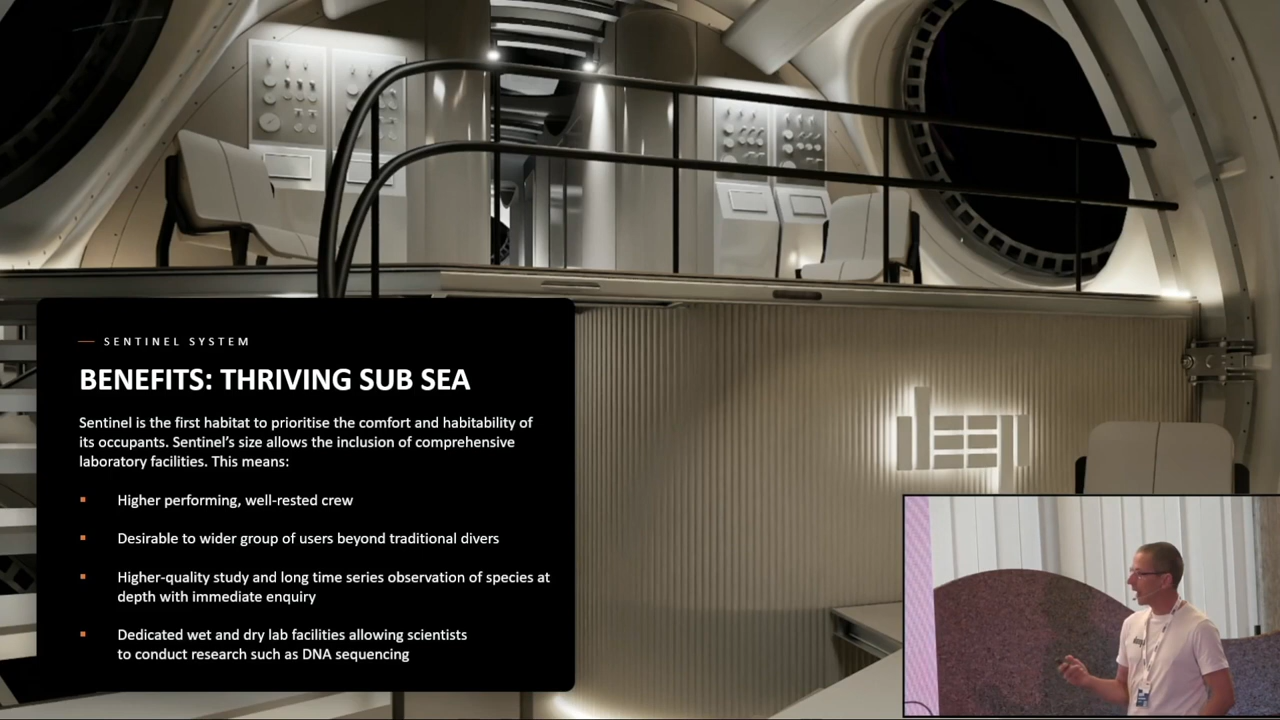 SENTINEL SYSTEM
BENEFITS: THRIVING SUB SEA
Sentinel is the first habitat to prioritise the comfort and habitability of
its occupants. Sentinel's size allows the inclusion of comprehensive
laboratory facilities. This means:
Higher performing, well-rested crew
Desirable to wider group of users beyond traditional divers
Higher-quality study and long time series observation of species at
depth with immediate enquiry
Dedicated wet and dry lab facilities allowing scientists
to conduct research such as DNA sequencing